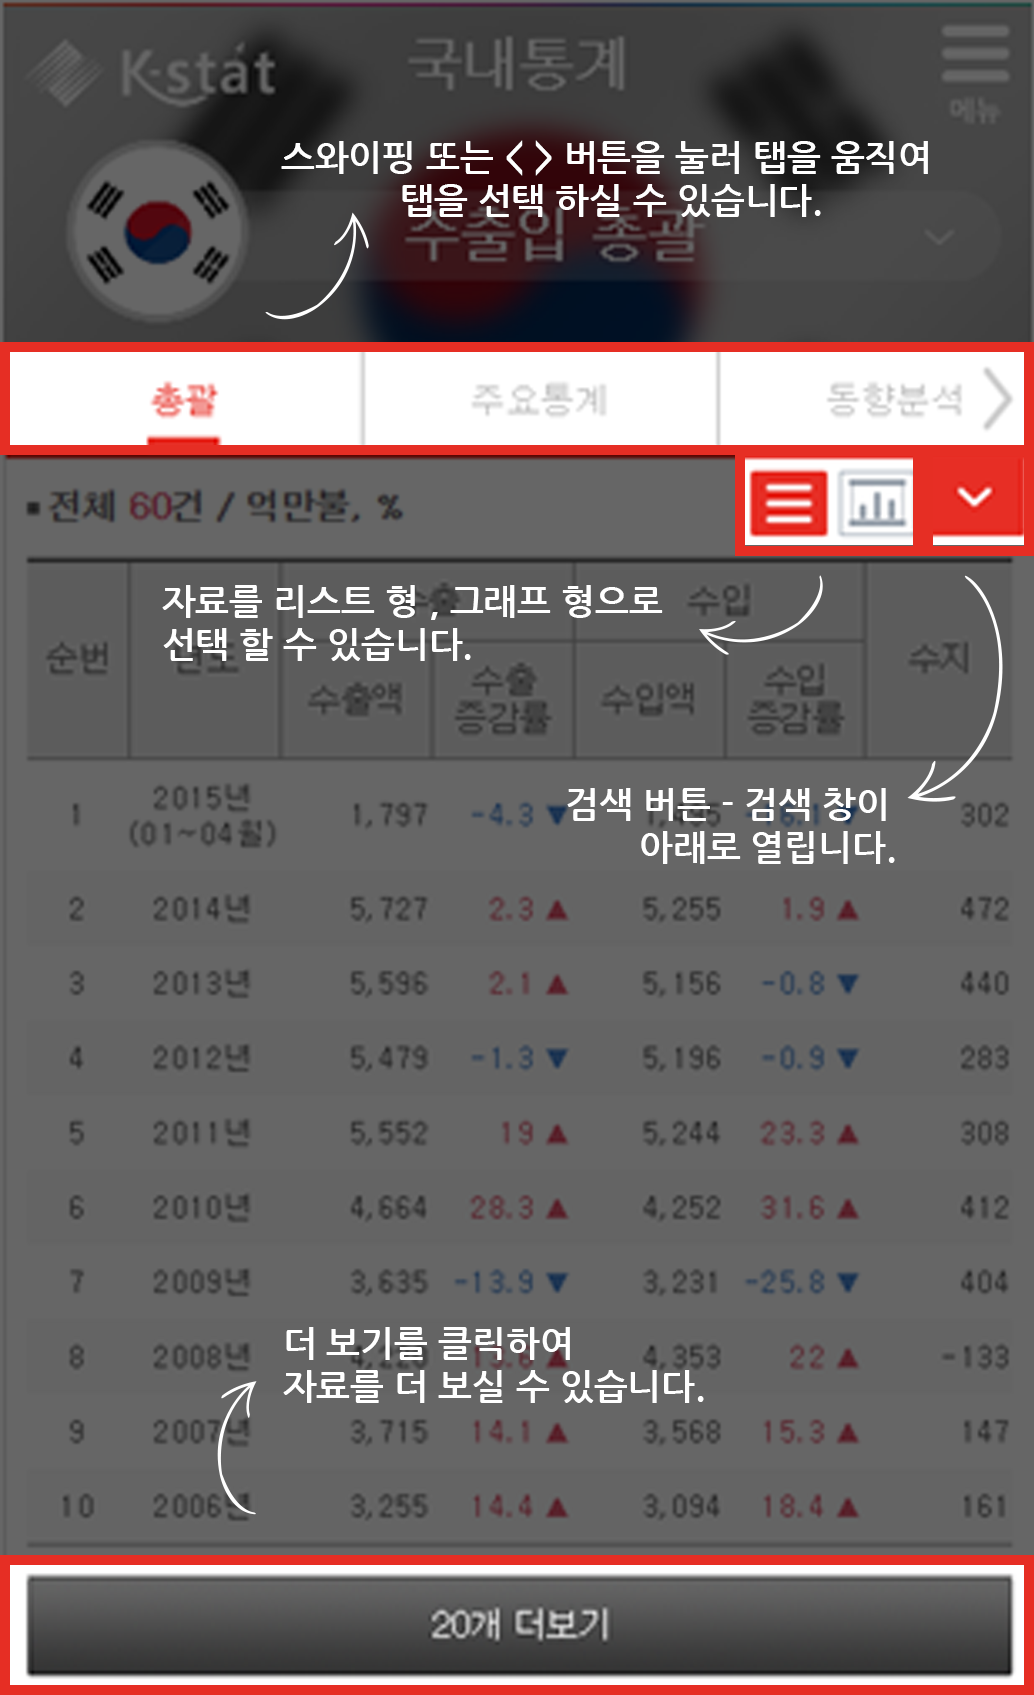 K-stat
국내통계
메뉴
스와이핑 또는 < > 버튼을 눌러 탭을 움직여
탭을 선택 하실 수 있습니다.
수출입 총괄
총괄
주요통계
동향분석
■ 전체 60건 / 억만불, %
자료를 리스트 형 , 그래프 형으로
선택 할 수 있습니다.
순번 수입 수지
수출액 수출 증감률 수입액 수입 증감률
검색 버튼 - 검색 창이
아래로 열립니다.
1 2015년 (01~04월) 1,797 -4.3 ▼ 302
2 2014년 5,727 2.3 ▲ 5,255 1.9 ▲ 472
3 2013년 5,596 2.1 ▲ 5,156 -0.8 ▼ 440
4 2012년 5,479 -1.3 ▼ 5,196 -0.9 ▼ 283
5 2011년 5,552 19 ▲ 5,244 23.3 ▲ 308
6 2010년 4,664 28.3 ▲ 4,252 31.6 ▲ 412
7 2009년 3,635 -13.9 ▼ 3,231 -25.8 ▼ 404
더 보기를 클릭하여
자료를 더 보실 수 있습니다.
8 2008년 4,353 22 ▲ -133
9 2007년 3,715 14.1 ▲ 3,568 15.3 ▲ 147
10 2006년 3,255 14.4 ▲ 3,094 18.4 ▲ 161
20개 더보기